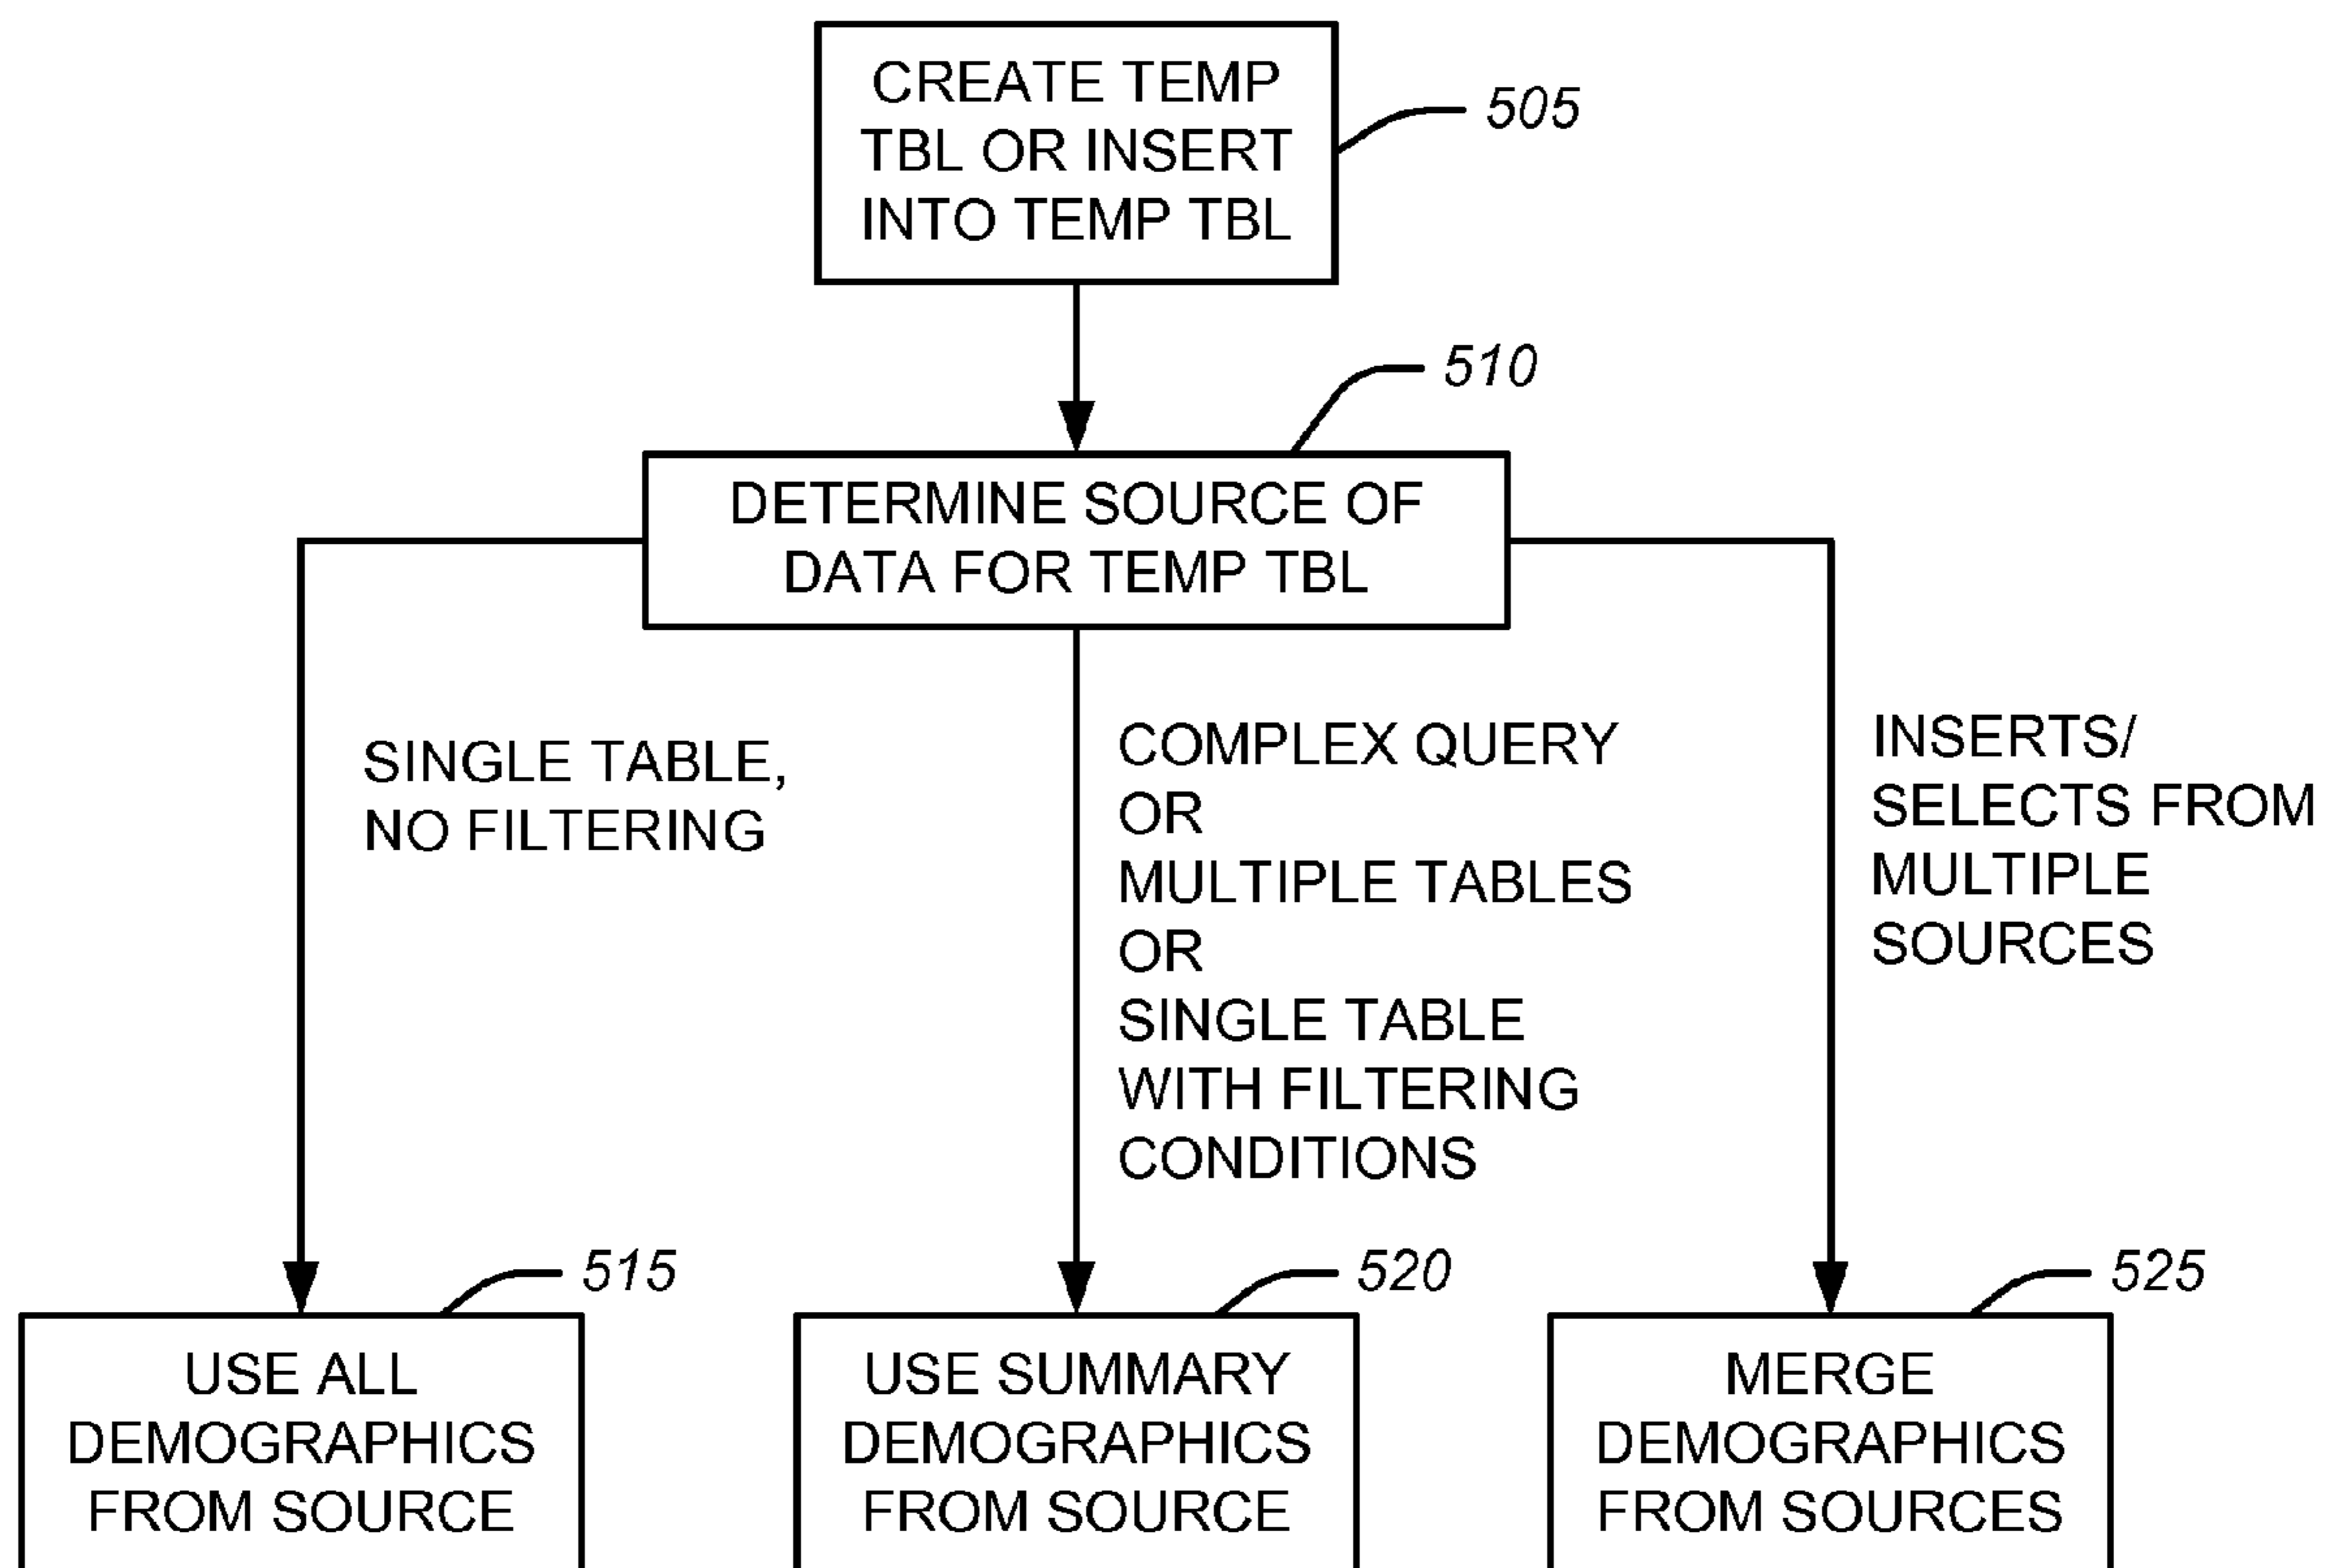 CREATE TEMP
TBL OR INSERT
INTO TEMP TBL
505
510
DETERMINE SOURCE OF
DATA FOR TEMP TBL
SINGLE TABLE,
NO FILTERING
COMPLEX QUERY
OR
MULTIPLE TABLES
OR
SINGLE TABLE
WITH FILTERING
CONDITIONS
INSERTS/
SELECTS FROM
MULTIPLE
SOURCES
515
USE ALL
DEMOGRAPHICS
FROM SOURCE
520
USE SUMMARY
DEMOGRAPHICS
FROM SOURCE
525
MERGE
DEMOGRAPHICS
FROM SOURCES